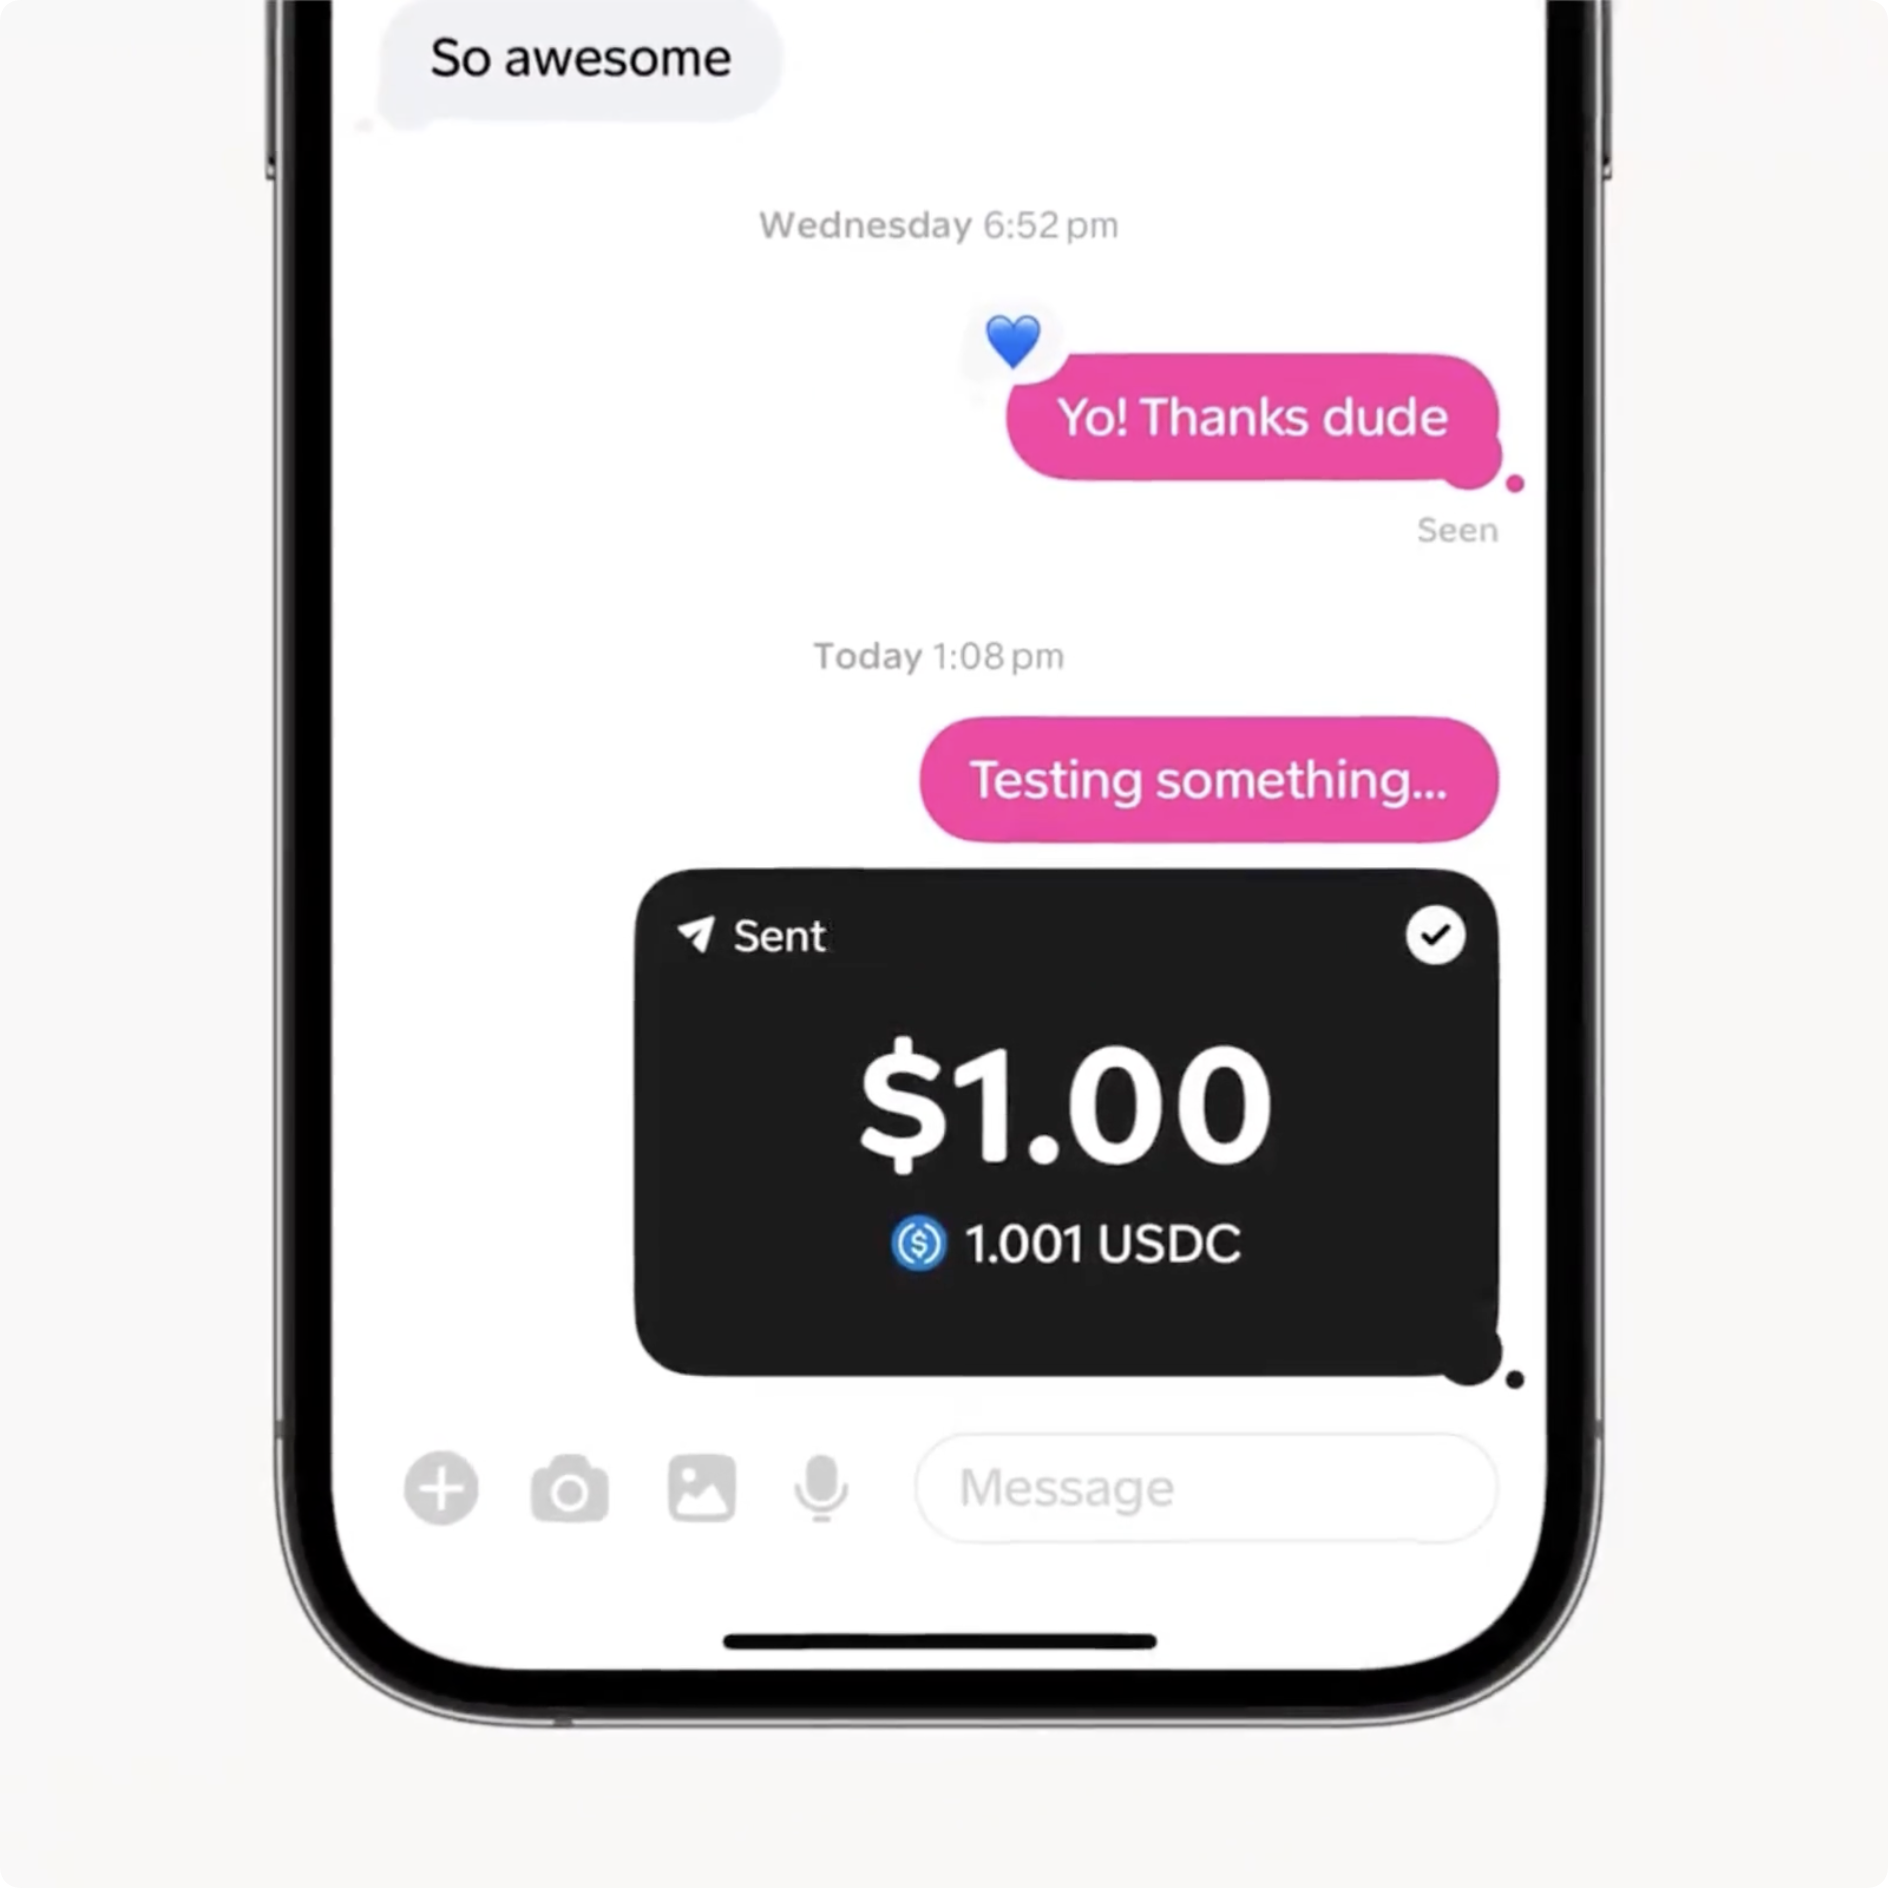 So awesome
Wednesday 6:52 pm
Yo! Thanks dude
Seen
Today 1:08 pm
Testing something...
Sent
$1.00
1.001 USDC
Message